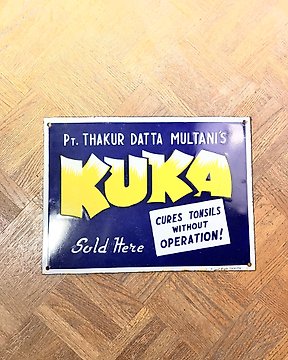 PT. THAKUR DATTA MULTANI'S
KUKA
CURES TONSILS
WITHOUT
OPERATION!
Sold Here